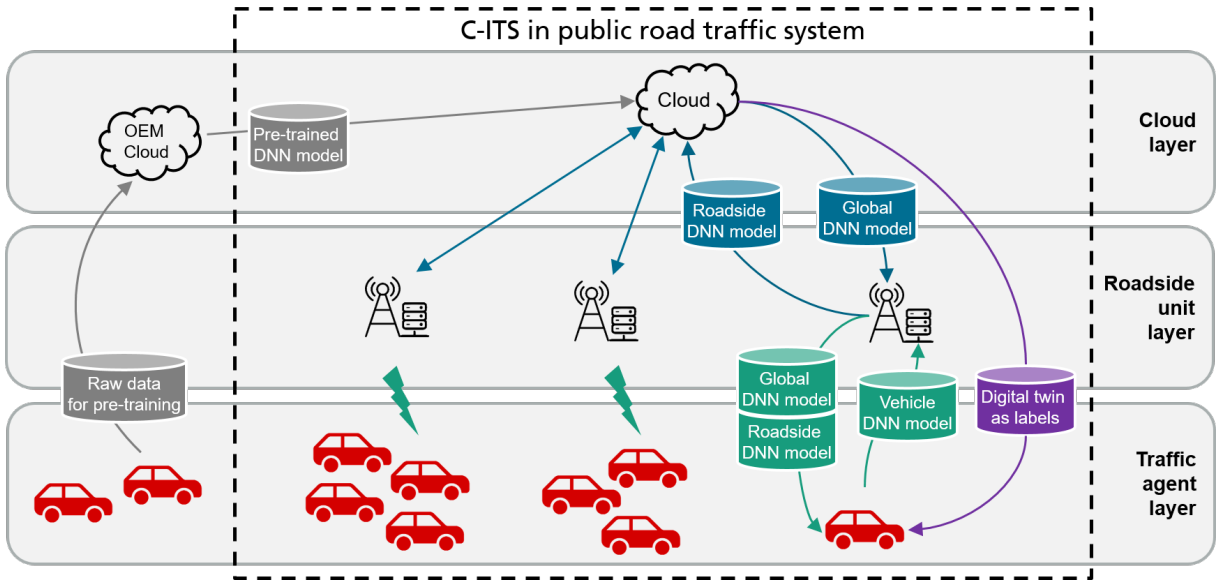 C-ITS in public road traffic system
OEM
Cloud
Pre-trained
DNN model
Cloud
Cloud
layer
Roadside
DNN model
Global
DNN model
Roadside
unit
layer
Raw data
for pre-training
Global
DNN model
Roadside
DNN model
Vehicle
DNN model
Digital twin
as labels
Traffic
agent
layer